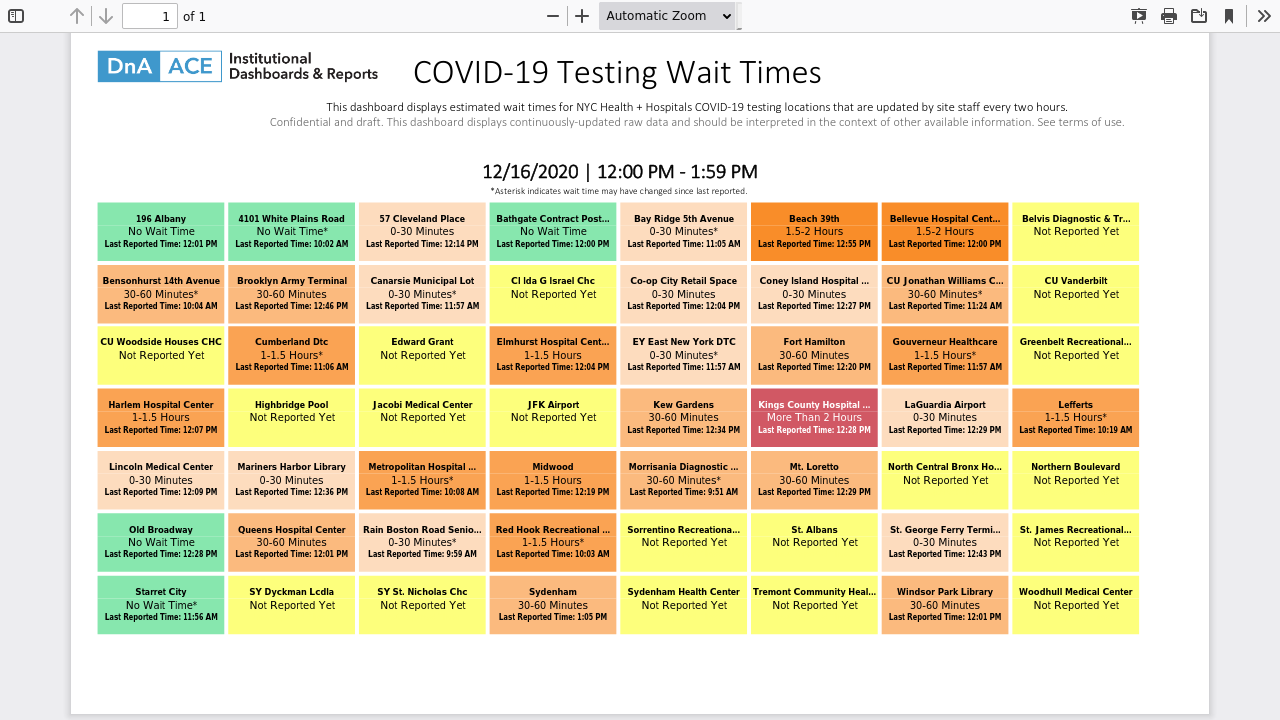 1 of 1
Automatic Zoom
DnA ACE Institutional Dashboards & Reports
COVID-19 Testing Wait Times
This dashboard displays estimated wait times for NYC Health + Hospitals COVID-19 testing locations that are updated by site staff every two hours.
Confidential and draft. This dashboard displays continuously-updated raw data and should be interpreted in the context of other available information. See terms of use.
12/16/2020 | 12:00 PM - 1:59 PM
*Asterisk indicates wait time may have changed since last reported.
196 Albany
No Wait Time
Last Reported Time: 12:01 PM
4101 White Plains Road
No Wait Time*
Last Reported Time: 10:02 AM
57 Cleveland Place
0-30 Minutes
Last Reported Time: 12:14 PM
Bathgate Contract Post...
No Wait Time
Last Reported Time: 12:00 PM
Bay Ridge 5th Avenue
0-30 Minutes*
Last Reported Time: 11:05 AM
Beach 39th
1.5-2 Hours
Last Reported Time: 12:55 PM
Bellevue Hospital Cent...
1.5-2 Hours
Last Reported Time: 12:00 PM
Belvis Diagnostic & Tr...
Not Reported Yet
Bensonhurst 14th Avenue
30-60 Minutes*
Last Reported Time: 10:04 AM
Brooklyn Army Terminal
30-60 Minutes
Last Reported Time: 12:46 PM
Canarsie Municipal Lot
0-30 Minutes*
Last Reported Time: 11:57 AM
Cl Ida G Israel Chc
Not Reported Yet
Co-op City Retail Space
0-30 Minutes
Last Reported Time: 12:04 PM
Coney Island Hospital ...
0-30 Minutes
Last Reported Time: 12:27 PM
CU Jonathan Williams C...
30-60 Minutes*
Last Reported Time: 11:24 AM
CU Vanderbilt
Not Reported Yet
CU Woodside Houses CHC
Not Reported Yet
Cumberland Dtc
1-1.5 Hours*
Last Reported Time: 11:06 AM
Edward Grant
Not Reported Yet
Elmhurst Hospital Cent...
1-1.5 Hours
Last Reported Time: 12:04 PM
EY East New York DTC
0-30 Minutes*
Last Reported Time: 11:57 AM
Fort Hamilton
30-60 Minutes
Last Reported Time: 12:20 PM
Gouverneur Healthcare
1-1.5 Hours*
Last Reported Time: 11:57 AM
Greenbelt Recreational...
Not Reported Yet
Harlem Hospital Center
1-1.5 Hours
Last Reported Time: 12:07 PM
Highbridge Pool
Not Reported Yet
Jacobi Medical Center
Not Reported Yet
JFK Airport
Not Reported Yet
Kew Gardens
30-60 Minutes
Last Reported Time: 12:34 PM
Kings County Hospital ...
More Than 2 Hours
Last Reported Time: 12:28 PM
LaGuardia Airport
0-30 Minutes
Last Reported Time: 12:29 PM
Lefferts
1-1.5 Hours*
Last Reported Time: 10:19 AM
Lincoln Medical Center
0-30 Minutes
Last Reported Time: 12:09 PM
Mariners Harbor Library
0-30 Minutes
Last Reported Time: 12:36 PM
Metropolitan Hospital ...
1-1.5 Hours*
Last Reported Time: 10:08 AM
Midwood
1-1.5 Hours
Last Reported Time: 12:19 PM
Morrisania Diagnostic ...
30-60 Minutes*
Last Reported Time: 9:51 AM
Mt. Loretto
30-60 Minutes
Last Reported Time: 12:29 PM
North Central Bronx Ho...
Not Reported Yet
Northern Boulevard
Not Reported Yet
Old Broadway
No Wait Time
Last Reported Time: 12:28 PM
Queens Hospital Center
30-60 Minutes
Last Reported Time: 12:01 PM
Rain Boston Road Senio...
0-30 Minutes*
Last Reported Time: 9:59 AM
Red Hook Recreational ...
1-1.5 Hours*
Last Reported Time: 10:03 AM
Sorrentino Recreationa...
Not Reported Yet
St. Albans
Not Reported Yet
St. George Ferry Termi...
0-30 Minutes
Last Reported Time: 12:43 PM
St. James Recreational...
Not Reported Yet
Starret City
No Wait Time*
Last Reported Time: 11:56 AM
SY Dyckman Lcdla
Not Reported Yet
SY St. Nicholas Chc
Not Reported Yet
Sydenham
30-60 Minutes
Last Reported Time: 1:05 PM
Sydenham Health Center
Not Reported Yet
Tremont Community Heal...
Not Reported Yet
Windsor Park Library
30-60 Minutes
Last Reported Time: 12:01 PM
Woodhull Medical Center
Not Reported Yet